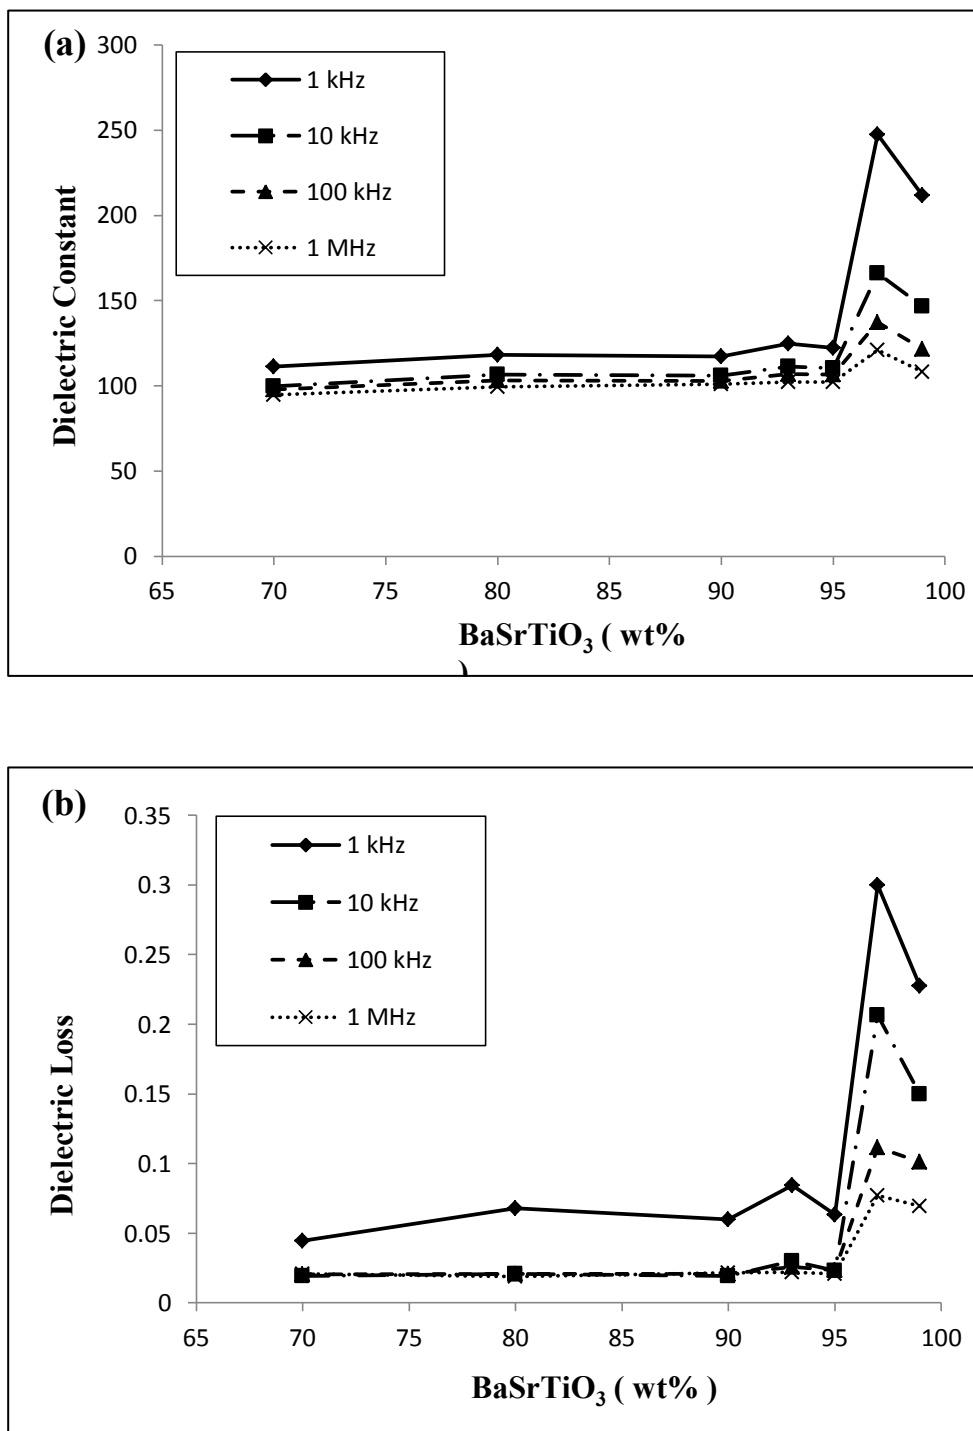 (a)
300
250
200
150
100
50
0
1 kHz
10 kHz
100 kHz
1 MHz
Dielectric Constant
65 70 75 80 85 90 95 100
BaSrTiO₃ ( wt%
)
(b)
0.35
0.3
0.25
0.2
0.15
0.1
0.05
0
1 kHz
10 kHz
100 kHz
1 MHz
Dielectric Loss
65 70 75 80 85 90 95 100
BaSrTiO₃ ( wt% )